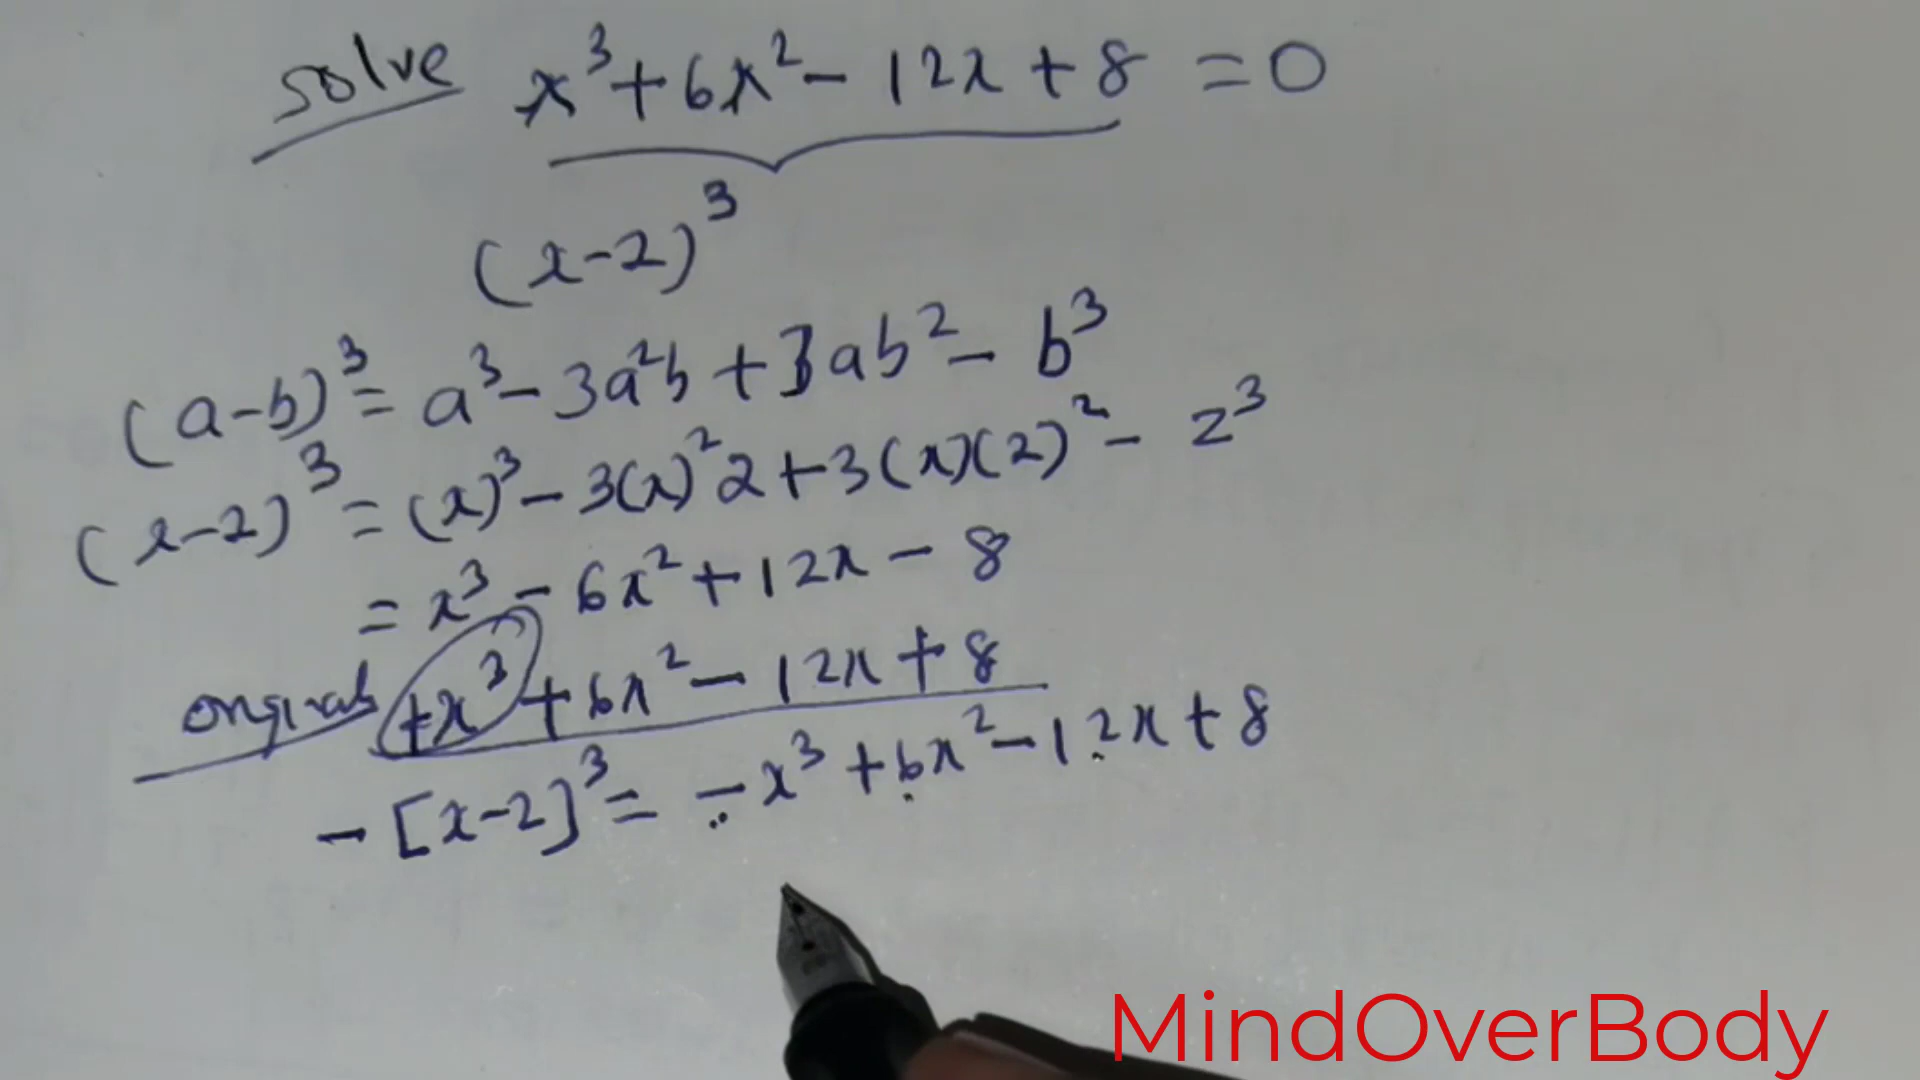 solve x³ + 6x² - 12x + 8 = 0
(x-2)³
(a-b)³ = a³ - 3a²b + 3ab² - b³
(x-2)³ = (x)³ - 3(x)²2 + 3(x)(2)² - 2³
= x³ - 6x² + 12x - 8
+x³ + 6x² - 12x + 8
-[x-2]³ = -x³ + 6x² - 12x + 8
MindOverBody